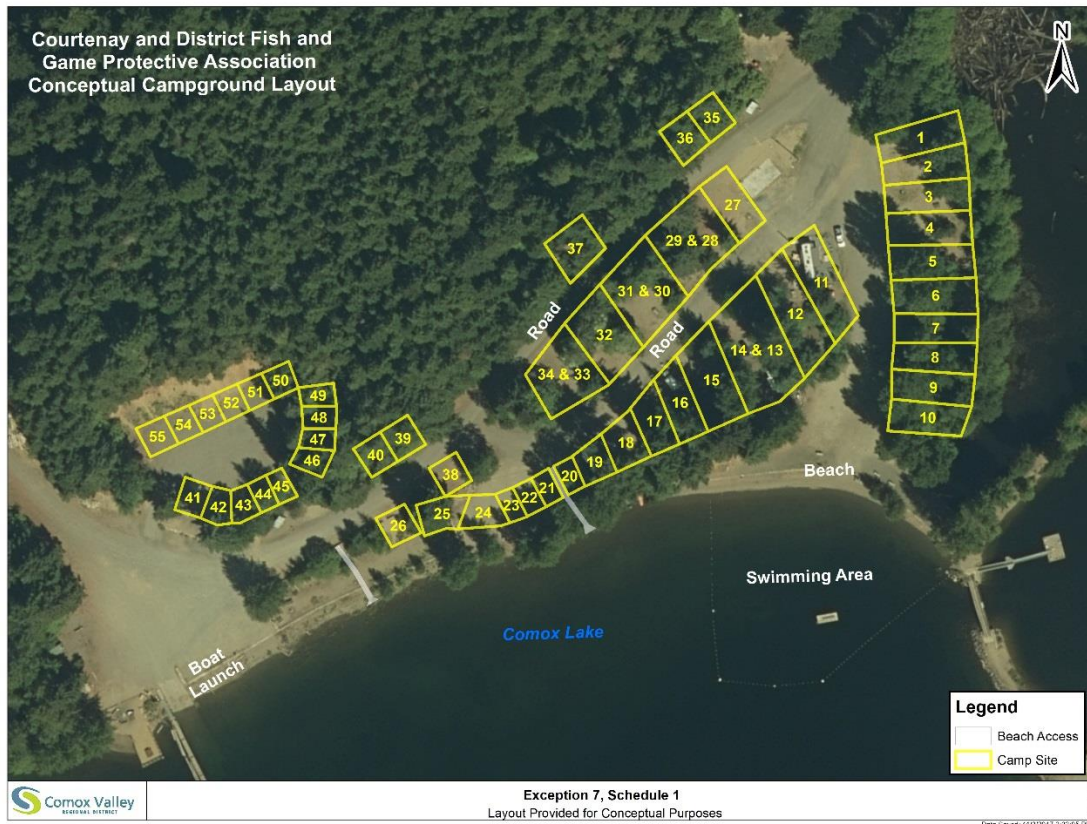 Courtenay and District Fish and
Game Protective Association
Conceptual Campground Layout
N
35
36
1
2
3
4
5
6
7
8
9
10
27
29 & 28
37
31 & 30
11
12
Road
32
Road
14 & 13
34 & 33
15
16
17
18
19
20
50
51
52
53
54
55
49
48
47
46
39
40
38
41
42
43
44
45
21
22
23
24
25
26
Beach
Swimming Area
Comox Lake
Boat
Launch
Legend
Beach Access
Camp Site
Comox Valley
REGIONAL DISTRICT
Exception 7, Schedule 1
Layout Provided for Conceptual Purposes